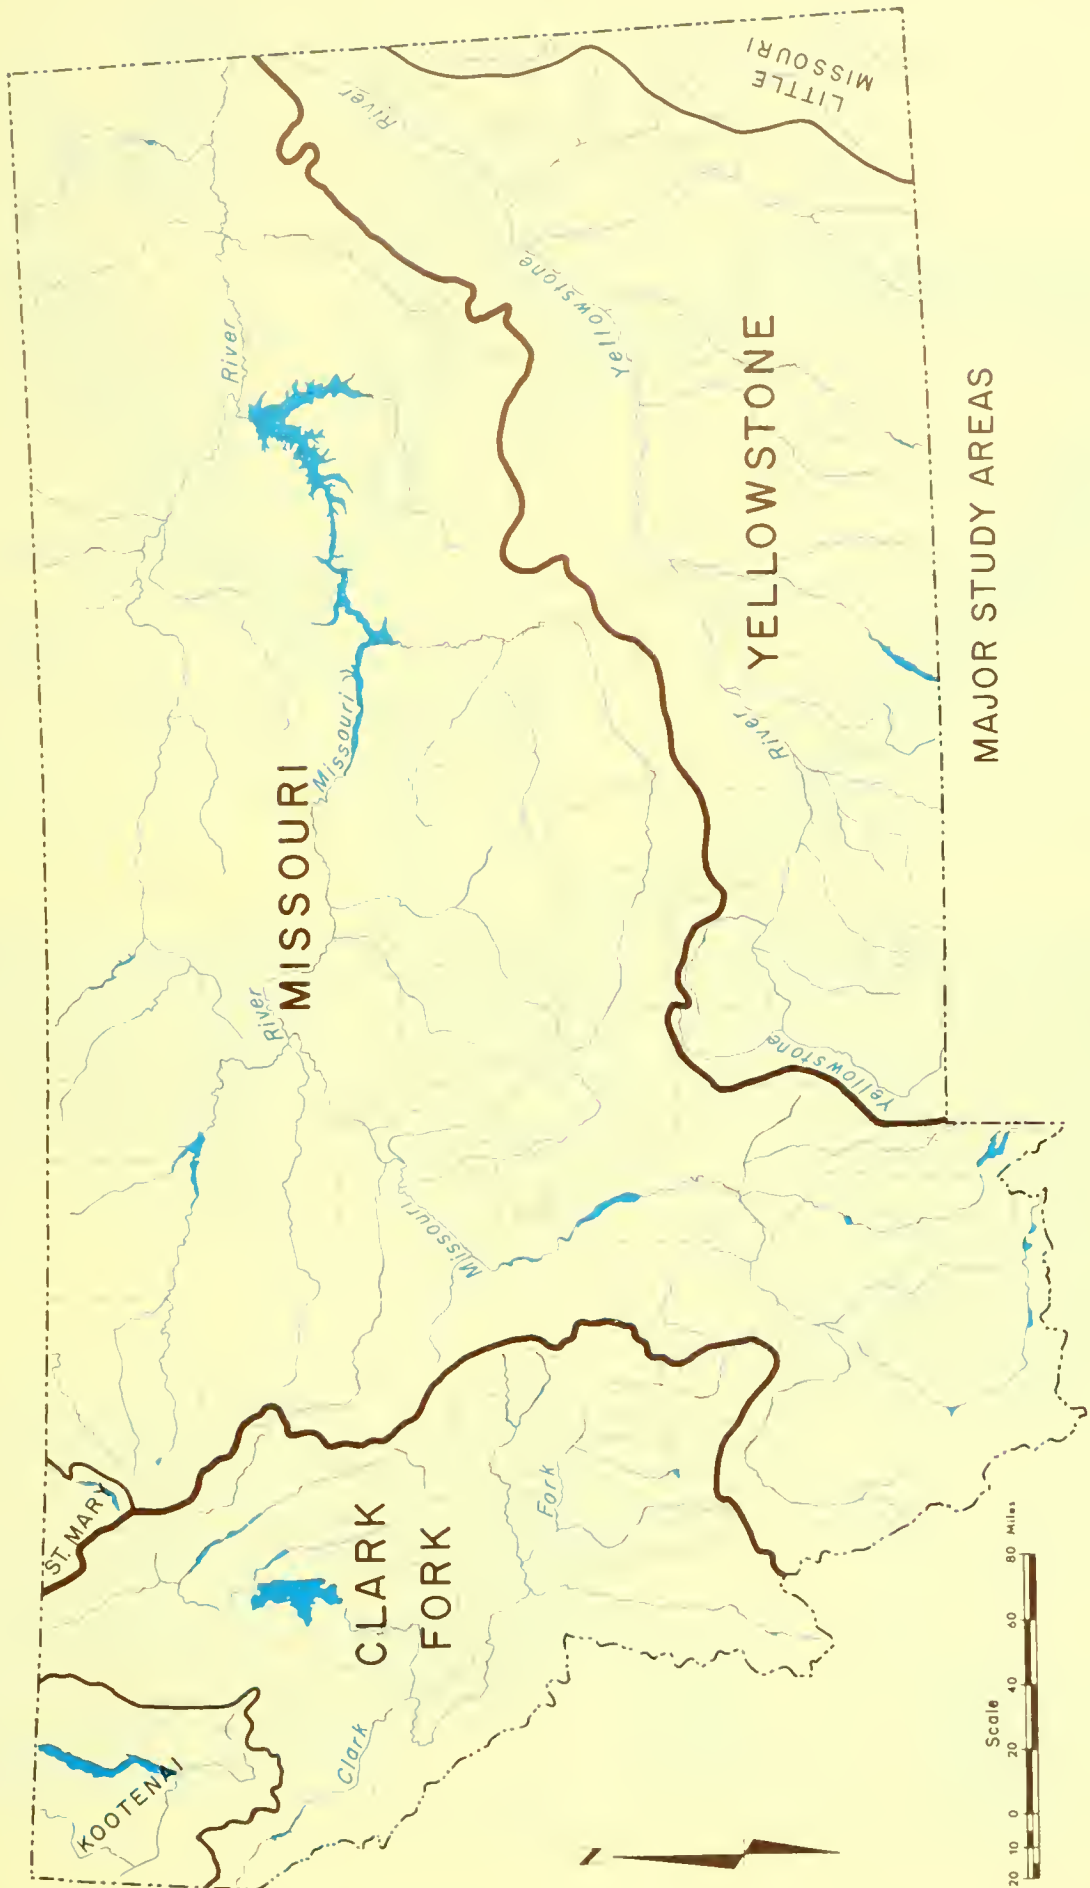 KOOTENAI
ST. MARY
CLARK
FORK
Clark
Fork
MISSOURI
Missouri
River
Missouri
River
YELLOWSTONE
Yellowstone
River
Yellowstone
River
LITTLE
MISSOURI
N
Scale
20 10 0 20 40 60 80 Miles
MAJOR STUDY AREAS